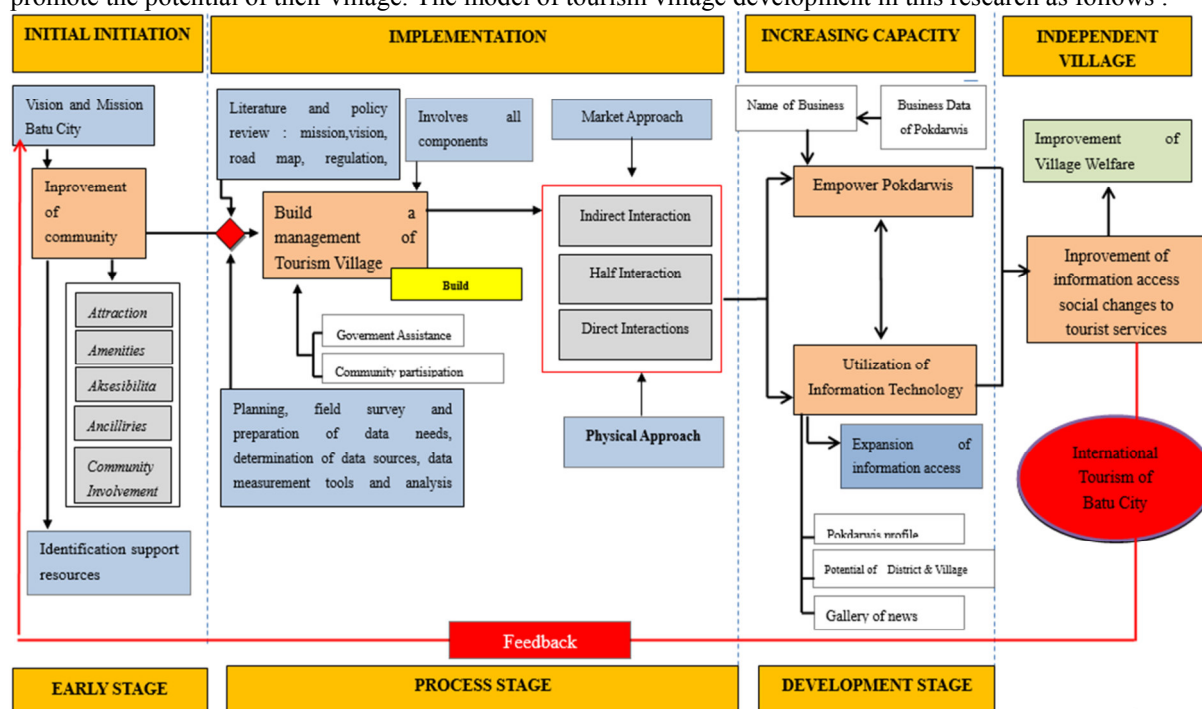 promote the potential of their village. The model of tourism village development in this research as follows :
INITIAL INITIATION
IMPLEMENTATION
INCREASING CAPACITY
INDEPENDENT
VILLAGE
Vision and Mission
Batu City
Inprovement
of
community
Attraction
Amenities
Aksesibilita
Ancilliries
Community
Involvement
Identification support
resources
Literature and policy
review : mission,vision,
road map, regulation,
Involves all
components
Build a
management of
Tourism Village
Build
Goverment Assistance
Community partisipation
Planning, field survey and
preparation of data needs,
determination of data sources, data
measurement tools and analysis
Market Approach
Indirect Interaction
Half Interaction
Direct Interactions
Physical Approach
Name of Business
Business Data
of Pokdarwis
Empower Pokdarwis
Utilization of
Information Technology
Expansion of
information access
Pokdarwis profile
Potential of District & Village
Gallery of news
Improvement of
Village Welfare
Inprovement of
information access
social changes to
tourist services
International
Tourism of
Batu City
Feedback
EARLY STAGE
PROCESS STAGE
DEVELOPMENT STAGE